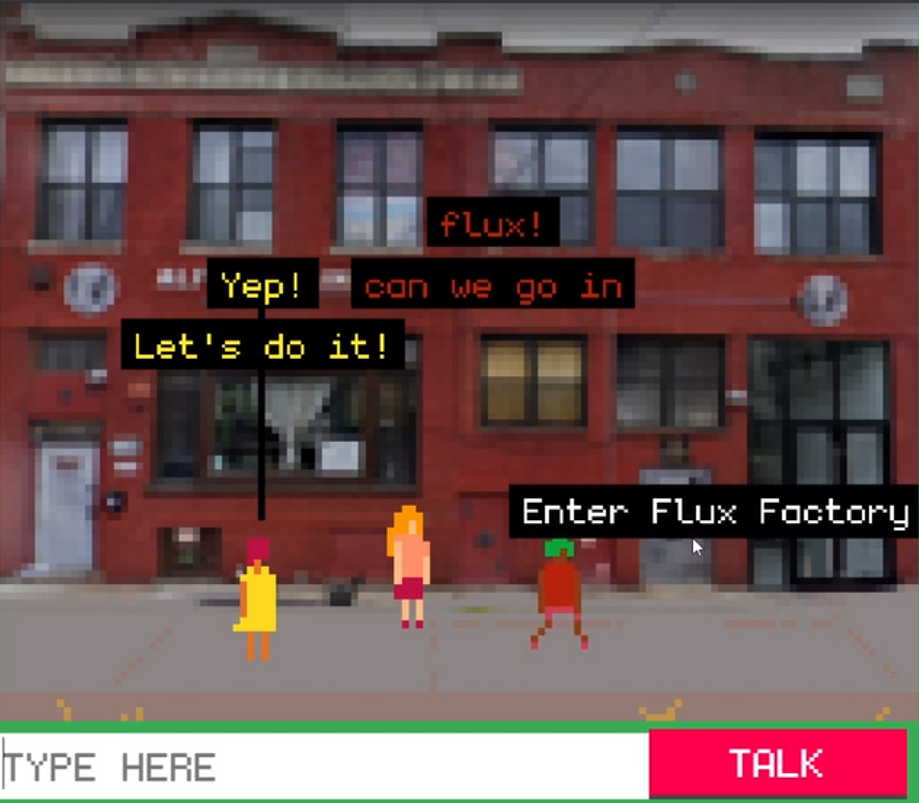 flux!
Yep!
can we go in
Let's do it!
Enter Flux Factory
TYPE HERE
TALK